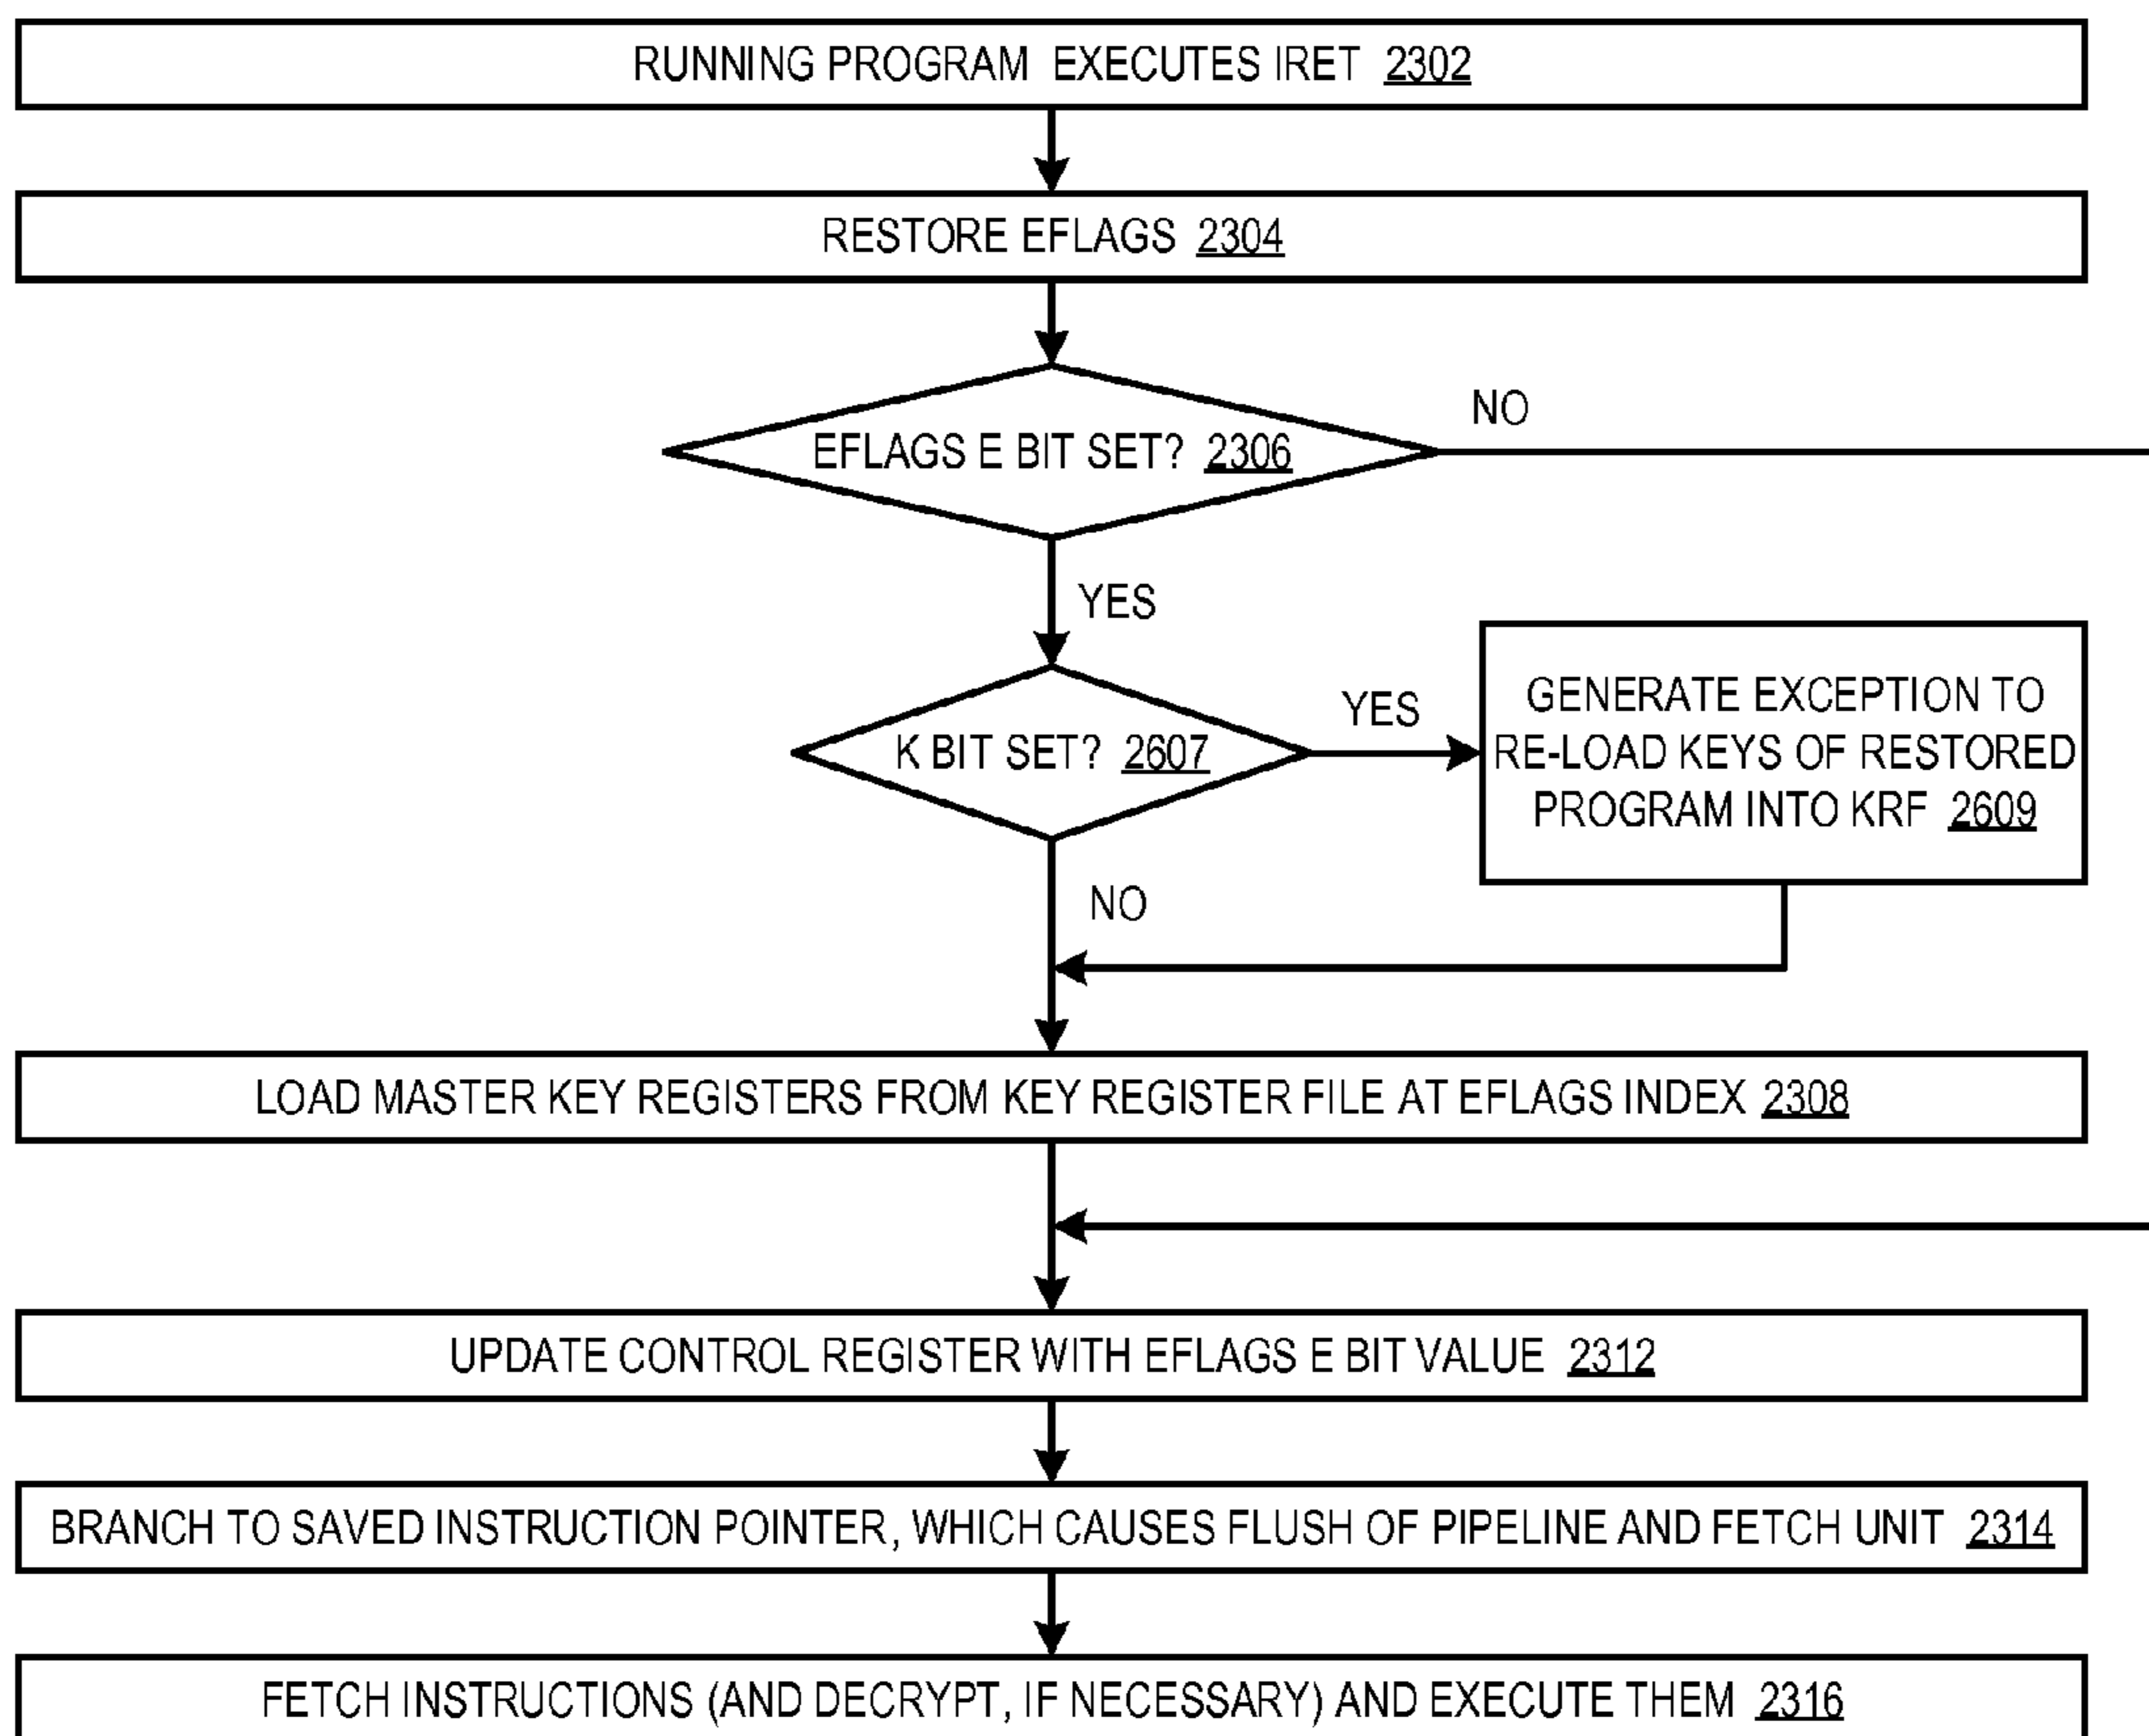 RUNNING PROGRAM EXECUTES IRET 2302
RESTORE EFLAGS 2304
NO
EFLAGS E BIT SET? 2306
YES
GENERATE EXCEPTION TO
YES
K BIT SET? 2607
RE-LOAD KEYS OF RESTORED
PROGRAM INTO KRF 2609
NO
LOAD MASTER KEY REGISTERS FROM KEY REGISTER FILE AT EFLAGS INDEX 2308
UPDATE CONTROL REGISTER WITH EFLAGS E BIT VALUE 2312
BRANCH TO SAVED INSTRUCTION POINTER, WHICH CAUSES FLUSH OF PIPELINE AND FETCH UNIT 2314
FETCH INSTRUCTIONS (AND DECRYPT, IF NECESSARY) AND EXECUTE THEM 2316